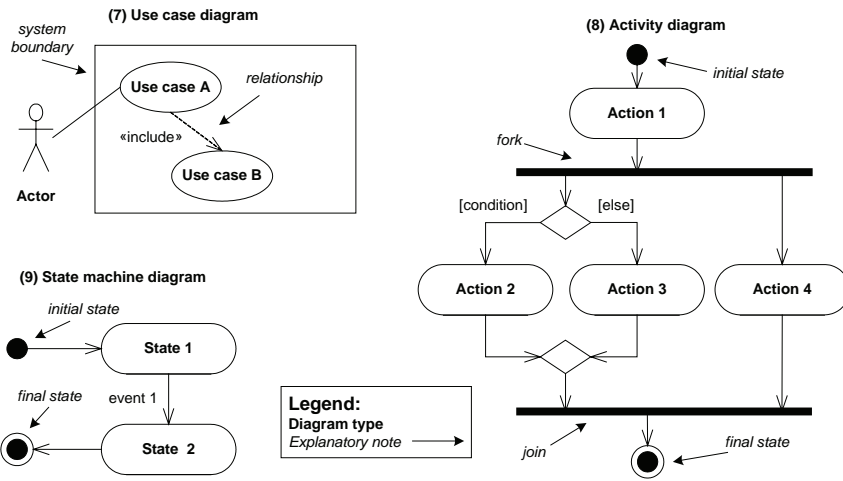 (7) Use case diagram
system
boundary
Use case A
relationship
«include»
Use case B
Actor
(8) Activity diagram
initial state
Action 1
fork
[condition]
[else]
Action 2
Action 3
Action 4
join
final state
(9) State machine diagram
initial state
State 1
event 1
final state
State 2
Legend:
Diagram type
Explanatory note